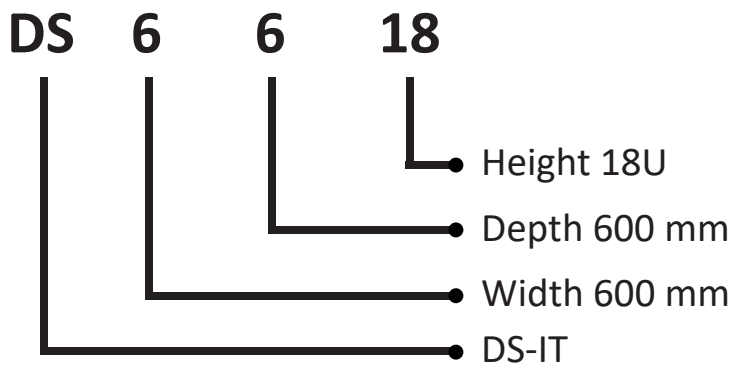 DS 6 6 18
Height 18U
Depth 600 mm
Width 600 mm
DS-IT